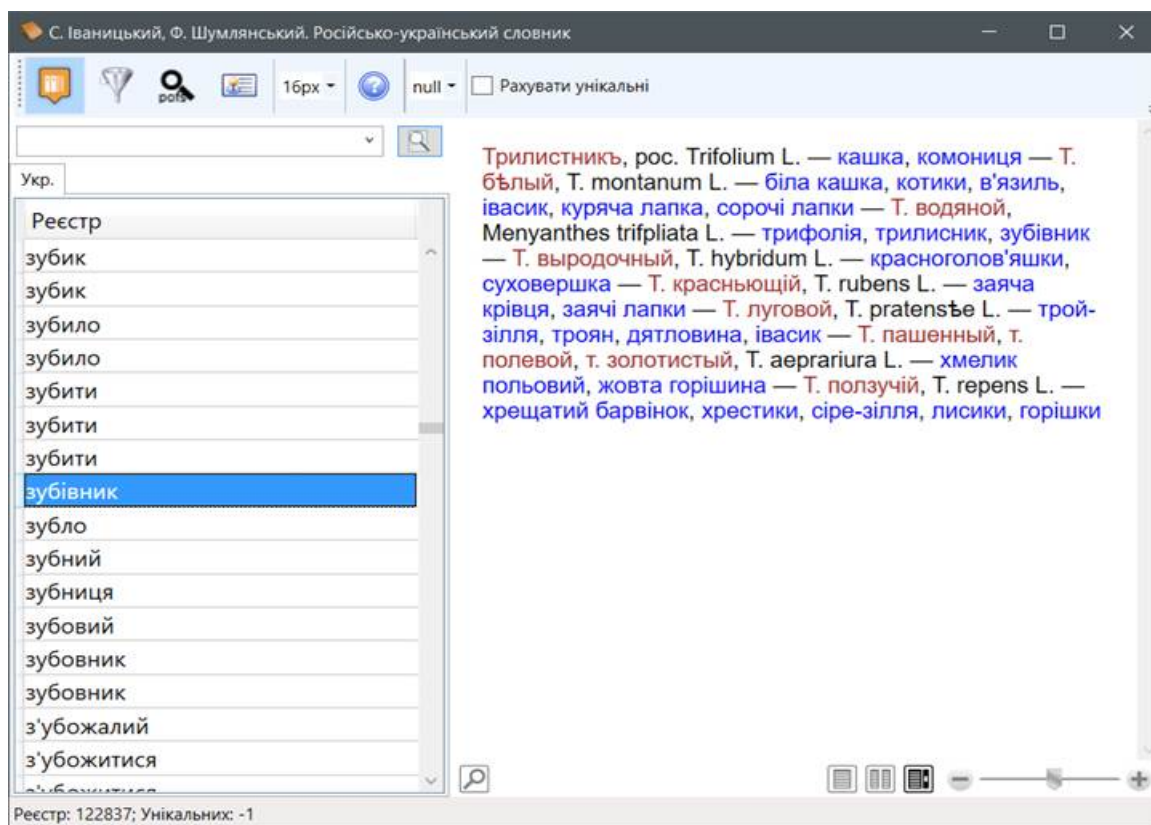 С. Іваницький, Ф. Шумлянський. Російсько-український словник
pofs
16px
null
Рахувати унікальні
Укр.
Реєстр
зубик
зубик
зубило
зубило
зубити
зубити
зубити
зубівник
зубло
зубний
зубниця
зубовий
зубовник
зубовник
з'убожалий
з'убожитися
з'убожитися
Трилистникъ, рос. Trifolium L. — кашка, комониця — Т.
бѣлый, T. montanum L. — біла кашка, котики, в'язиль,
івасик, куряча лапка, сорочі лапки — Т. водяной,
Menyanthes trifpliata L. — трифолія, трилисник, зубівник
— Т. выродочный, T. hybridum L. — красноголов'яшки,
суховершка — Т. красньющій, T. rubens L. — заяча
крівця, заячі лапки — Т. луговой, T. pratensѣe L. — трой-
зілля, троян, дятловина, івасик — Т. пашенный, т.
полевой, т. золотистый, T. aeprariura L. — хмелик
польовий, жовта горішина — Т. ползучій, T. repens L. —
хрещатий барвінок, хрестики, сіре-зілля, лисики, горішки
Реєстр: 122837; Унікальних: -1